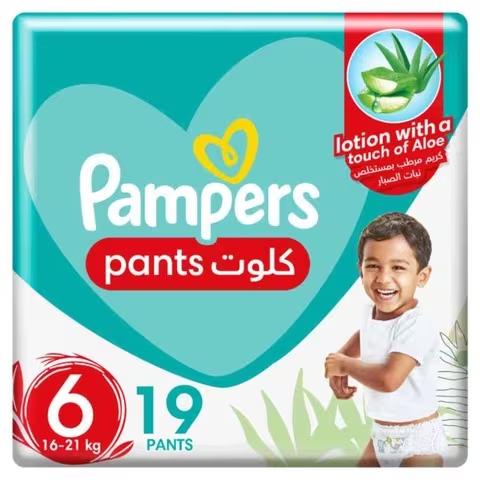 lotion with a
touch of Aloe
كريم مرطب بمستخلص
نبات الصبار
Pampers
pants كلوت
6
16-21 kg
19
PANTS